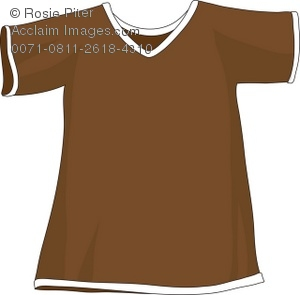 © Rosie Piter
Acclaim Images.com
0071-0811-2618-4310